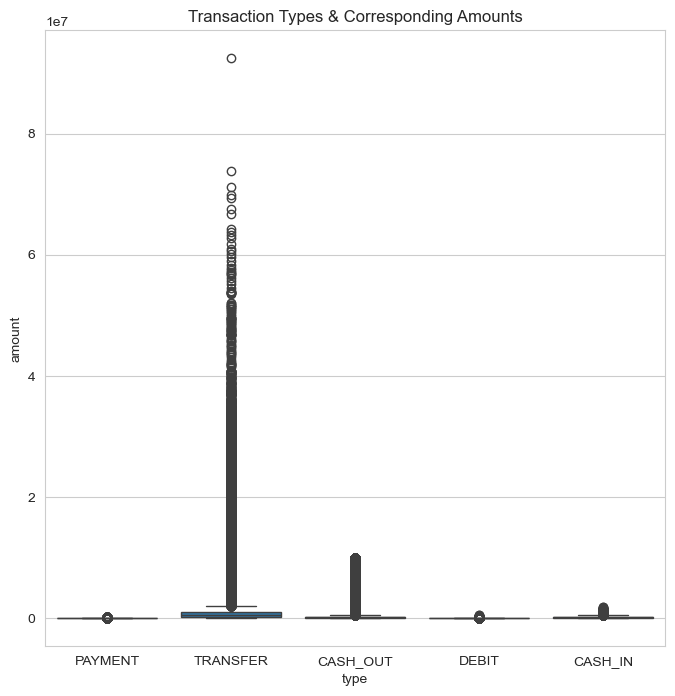 Transaction Types & Corresponding Amounts
1e7
8
6
4
2
0
amount
PAYMENT TRANSFER CASH_OUT DEBIT CASH_IN
type